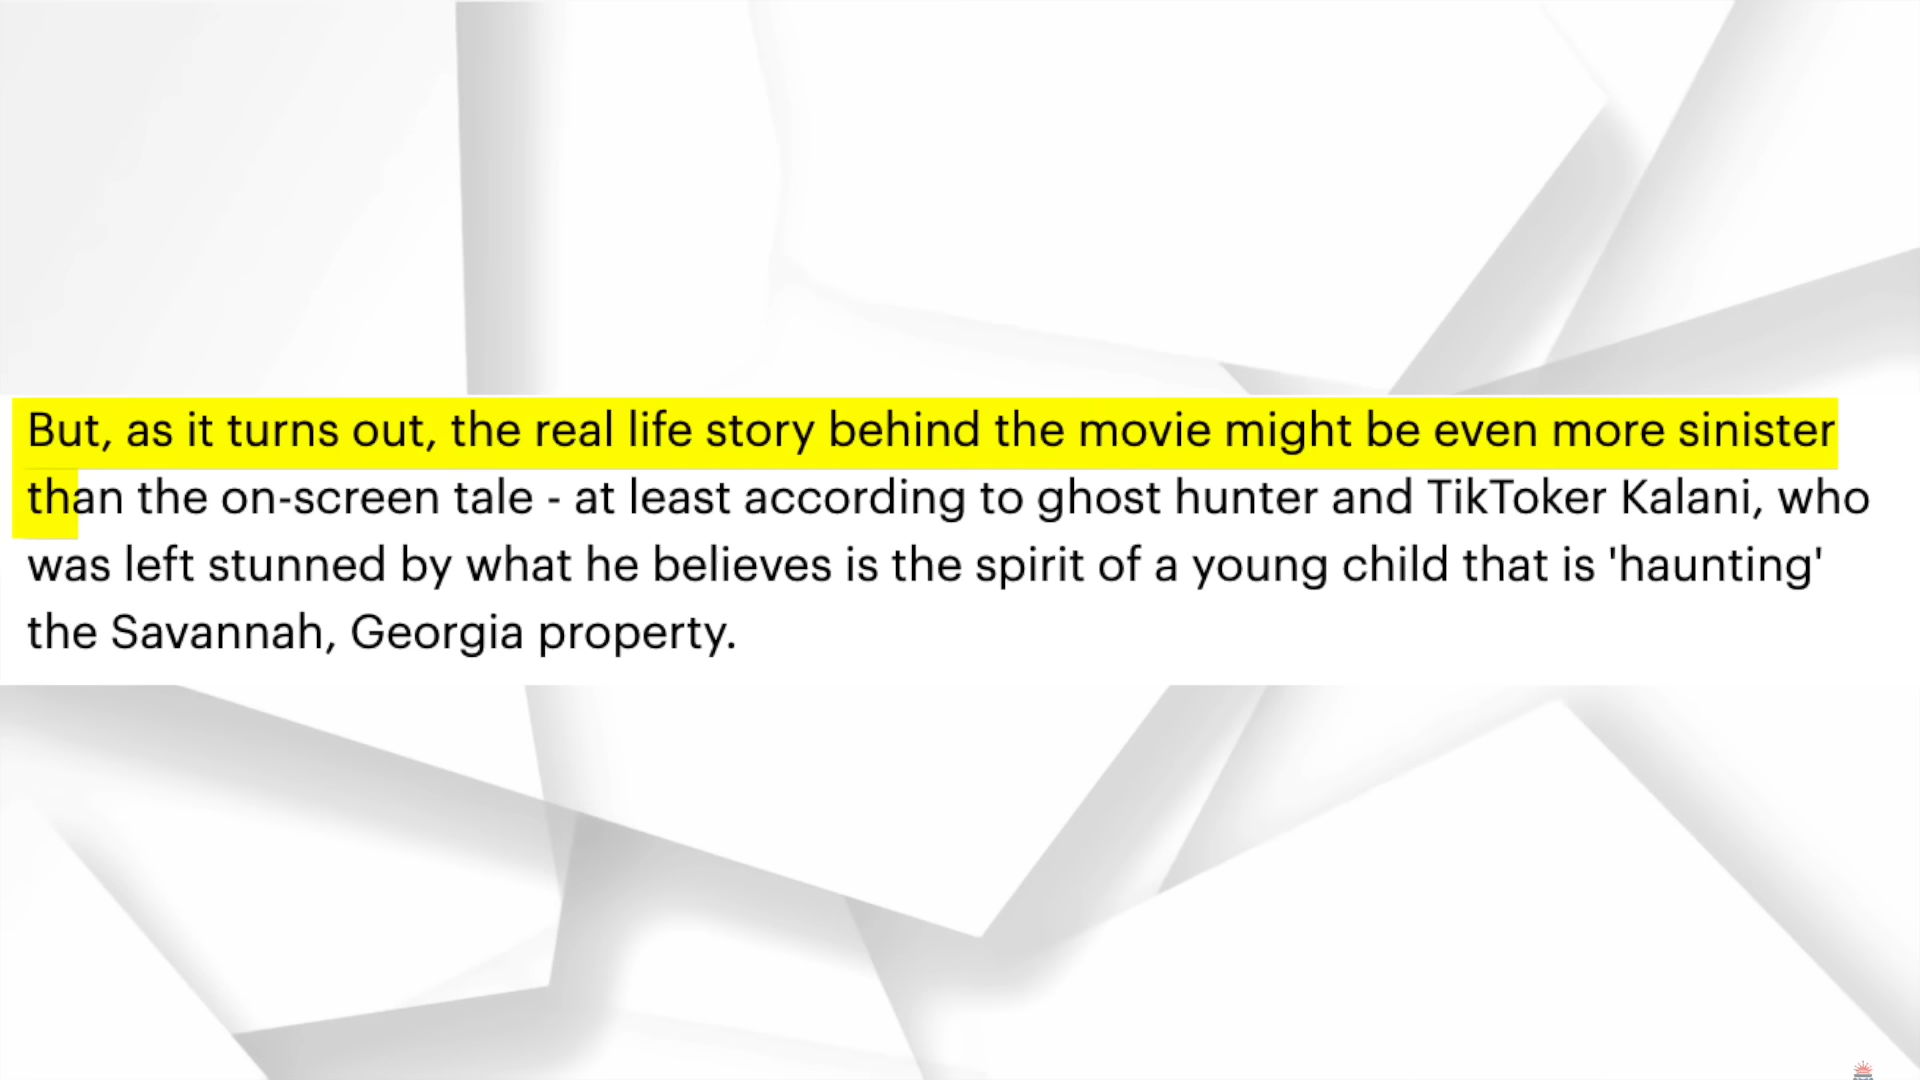 But, as it turns out, the real life story behind the movie might be even more sinister
than the on-screen tale - at least according to ghost hunter and TikToker Kalani, who
was left stunned by what he believes is the spirit of a young child that is 'haunting'
the Savannah, Georgia property.